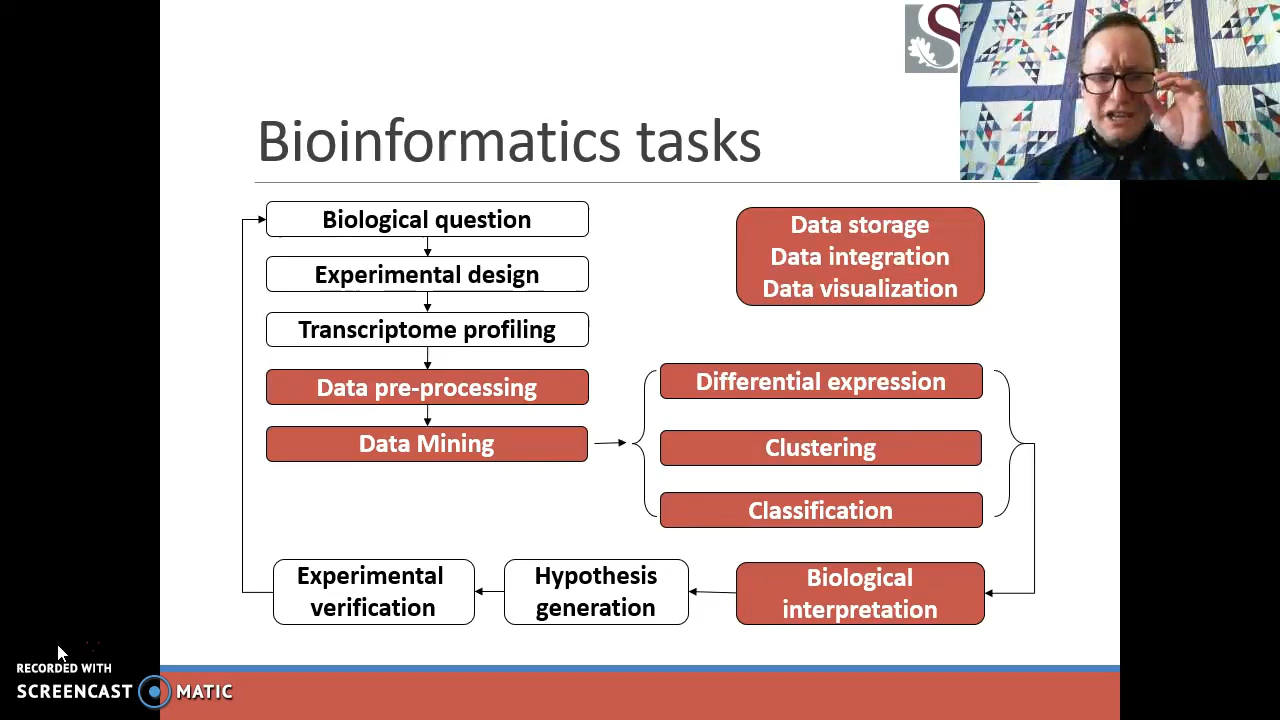 S
Bioinformatics tasks
Biological question
Experimental design
Transcriptome profiling
Data pre-processing
Data Mining
Data storage
Data integration
Data visualization
Differential expression
Clustering
Classification
Biological
interpretation
Hypothesis
generation
Experimental
verification
RECORDED WITH
SCREENCAST MATIC